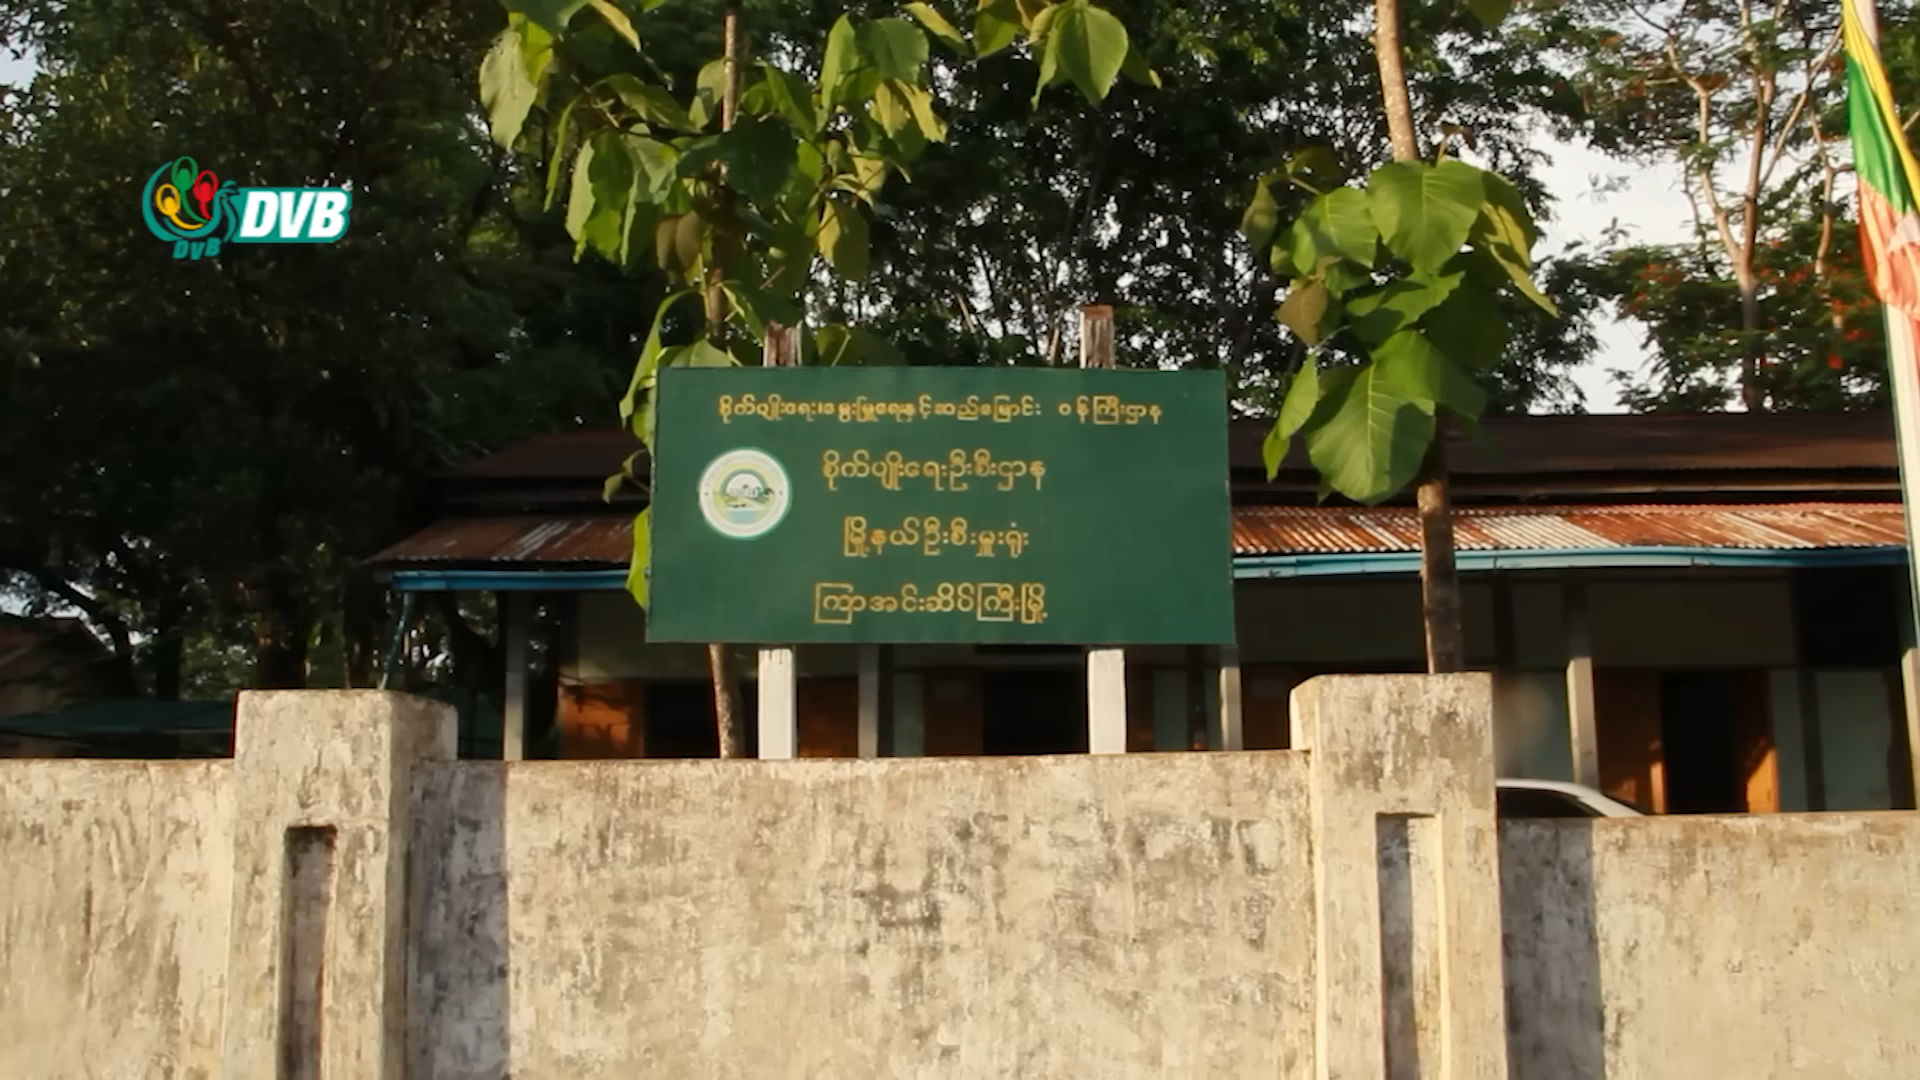 DVB
DVB
စိုက်ပျိုးရေး၊မွေးမြူရေးနှင့်ဆည်မြောင်း ဝန်ကြီးဌာန
စိုက်ပျိုးရေးဦးစီးဌာန
မြို့နယ်ဦးစီးမှူးရုံး
ကြာအင်းဆိပ်ကြီးမြို့